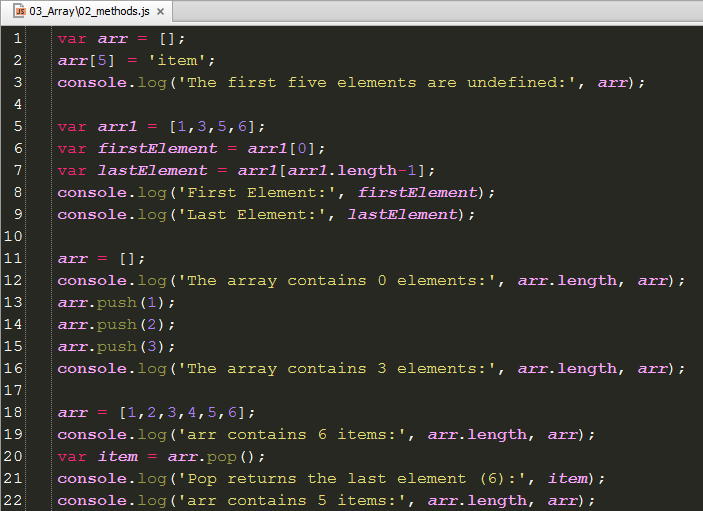 JS 03_Array\02_methods.js ×
1 var arr = [];
2 arr[5] = 'item';
3 console.log('The first five elements are undefined:', arr);
4
5 var arr1 = [1,3,5,6];
6 var firstElement = arr1[0];
7 var lastElement = arr1[arr1.length-1];
8 console.log('First Element:', firstElement);
9 console.log('Last Element:', lastElement);
10
11 arr = [];
12 console.log('The array contains 0 elements:', arr.length, arr);
13 arr.push(1);
14 arr.push(2);
15 arr.push(3);
16 console.log('The array contains 3 elements:', arr.length, arr);
17
18 arr = [1,2,3,4,5,6];
19 console.log('arr contains 6 items:', arr.length, arr);
20 var item = arr.pop();
21 console.log('Pop returns the last element (6):', item);
22 console.log('arr contains 5 items:', arr.length, arr);